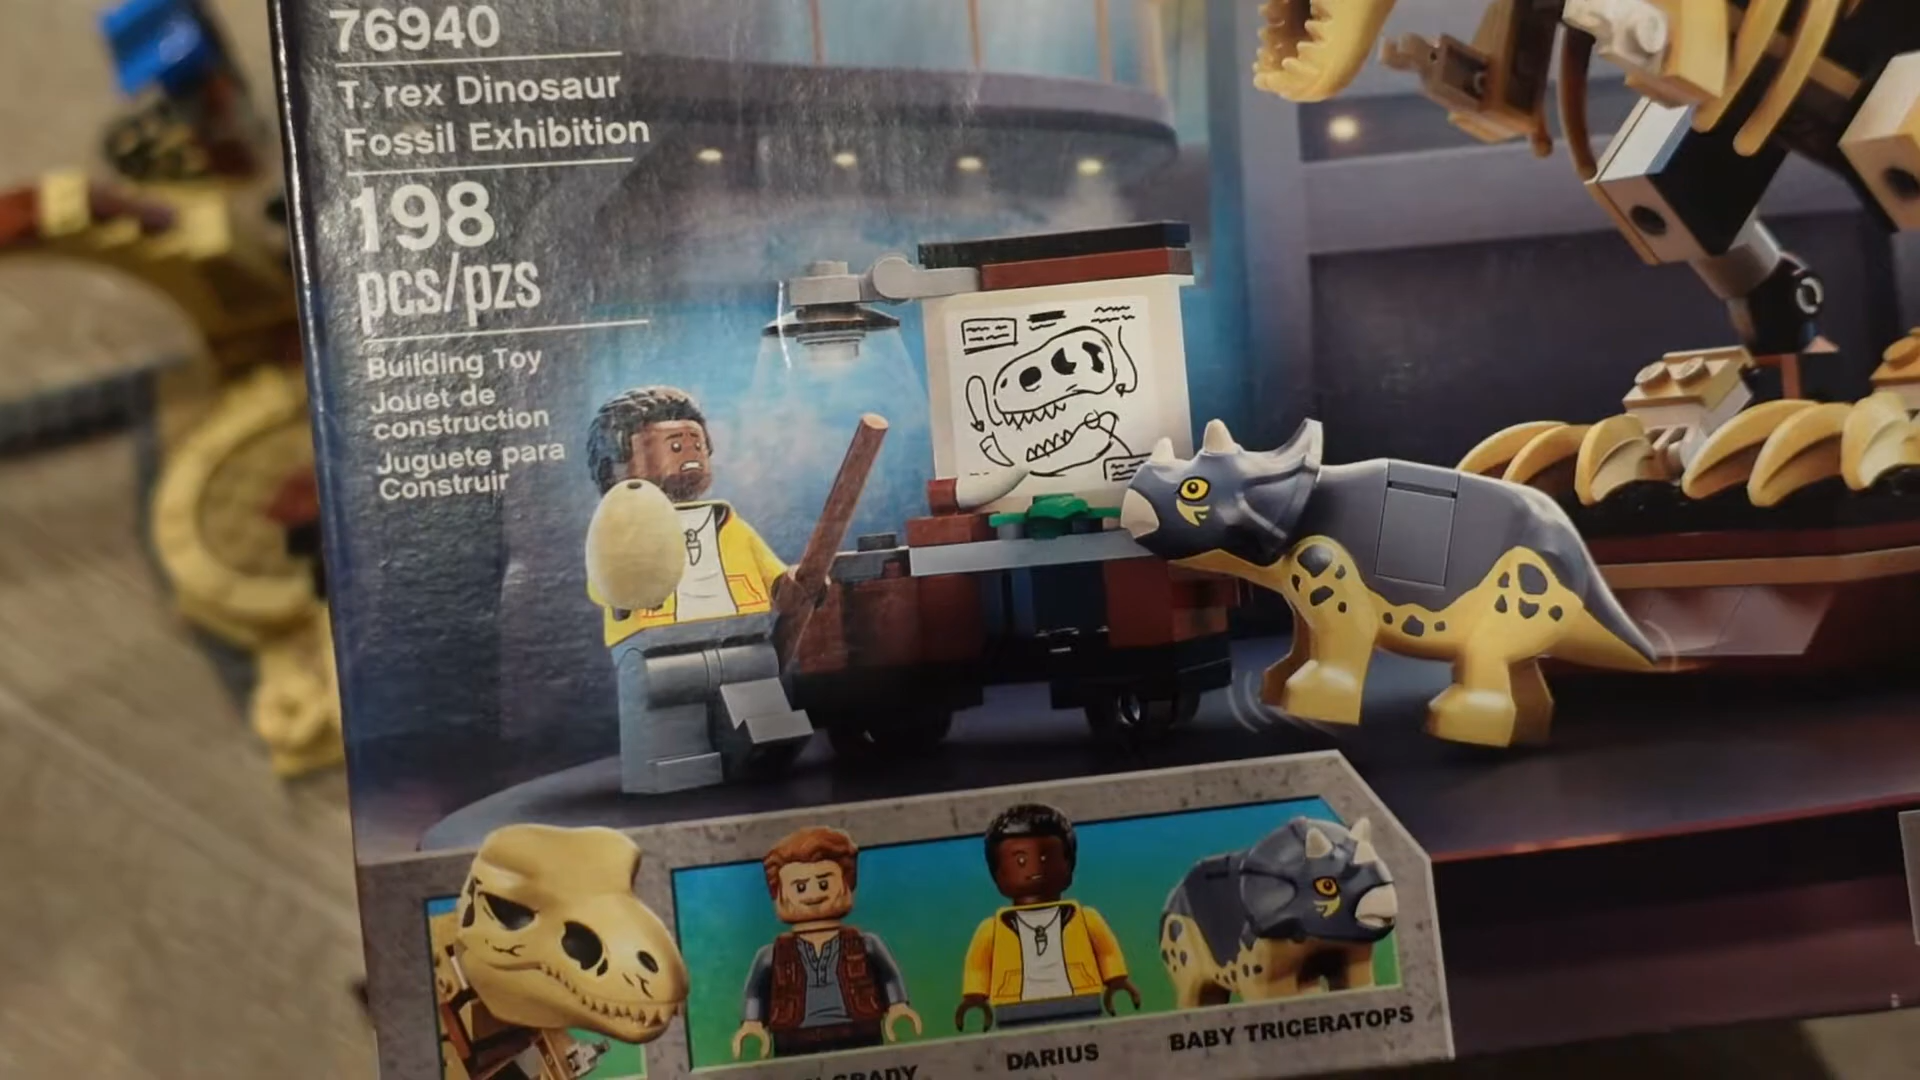 76940
T. rex Dinosaur
Fossil Exhibition
198
pcs/pzs
Building Toy
Jouet de
construction
Juguete para
Construir
GRADY
DARIUS
BABY TRICERATOPS